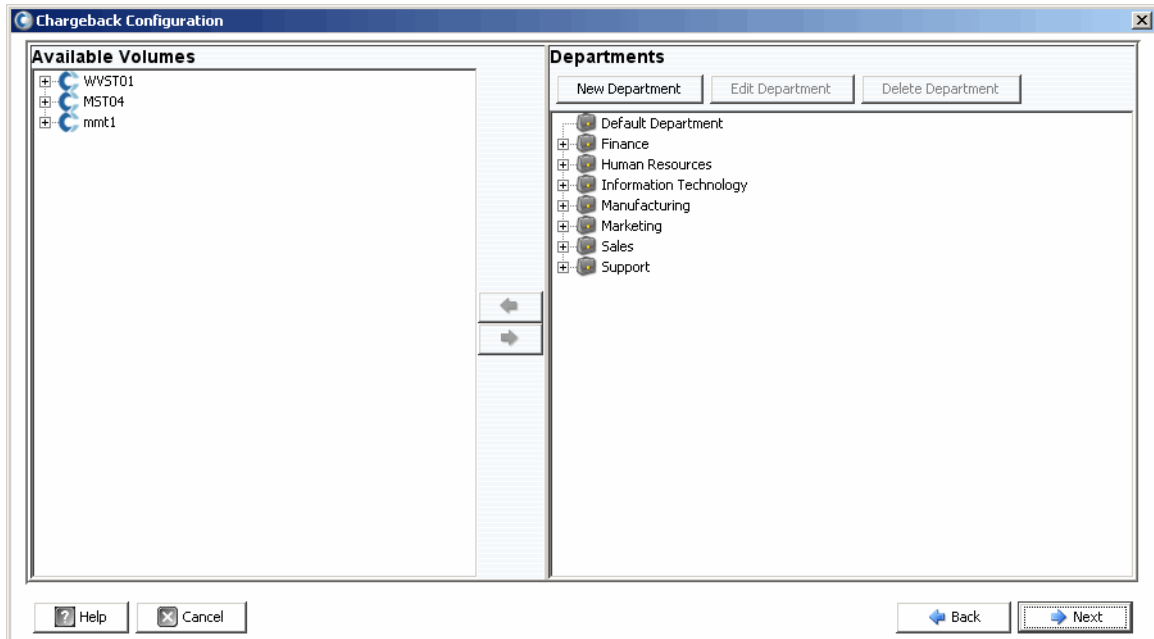 Chargeback Configuration
Available Volumes
WVST01
MST04
mmt1
Departments
New Department Edit Department Delete Department
Default Department
Finance
Human Resources
Information Technology
Manufacturing
Marketing
Sales
Support
Help Cancel Back Next